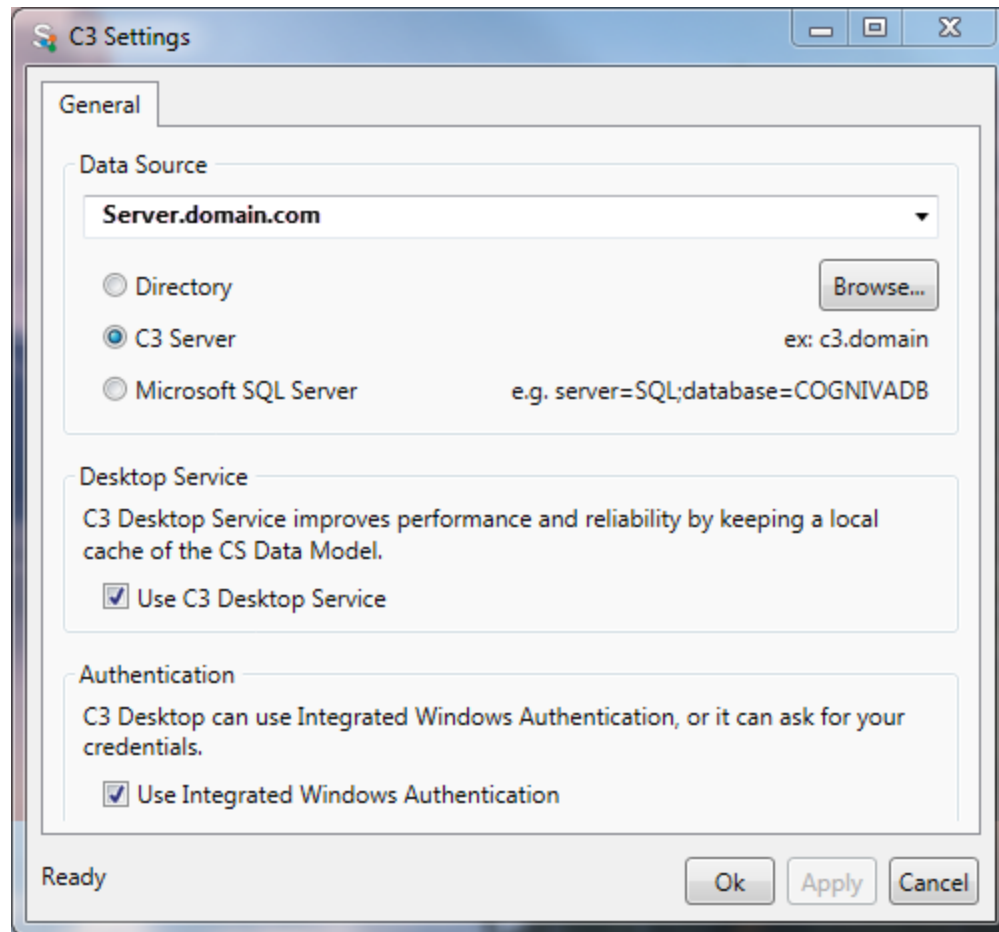 C3 Settings
General
Data Source
Server.domain.com
Directory
Browse...
C3 Server
ex: c3.domain
Microsoft SQL Server
e.g. server=SQL;database=COGNIVADB
Desktop Service
C3 Desktop Service improves performance and reliability by keeping a local
cache of the CS Data Model.
Use C3 Desktop Service
Authentication
C3 Desktop can use Integrated Windows Authentication, or it can ask for your
credentials.
Use Integrated Windows Authentication
Ready
Ok
Apply
Cancel